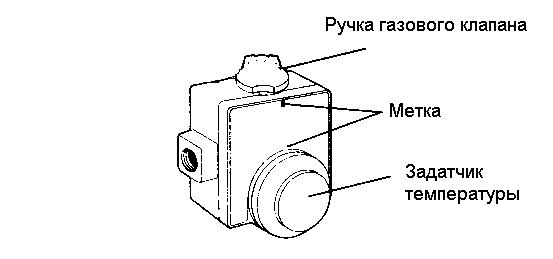 Ручка газового клапана
Метка
Задатчик
температуры